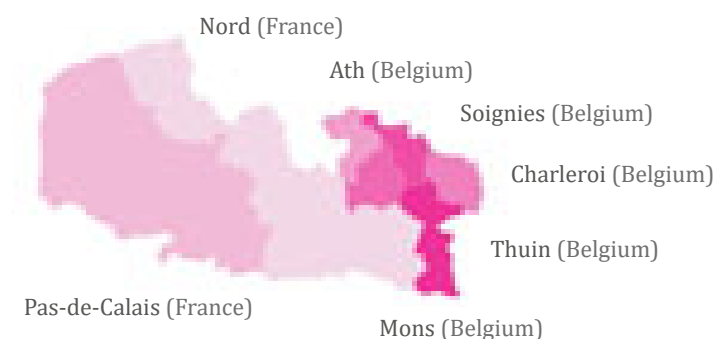 Nord (France)
Ath (Belgium)
Soignies (Belgium)
Charleroi (Belgium)
Thuin (Belgium)
Pas-de-Calais (France)
Mons (Belgium)